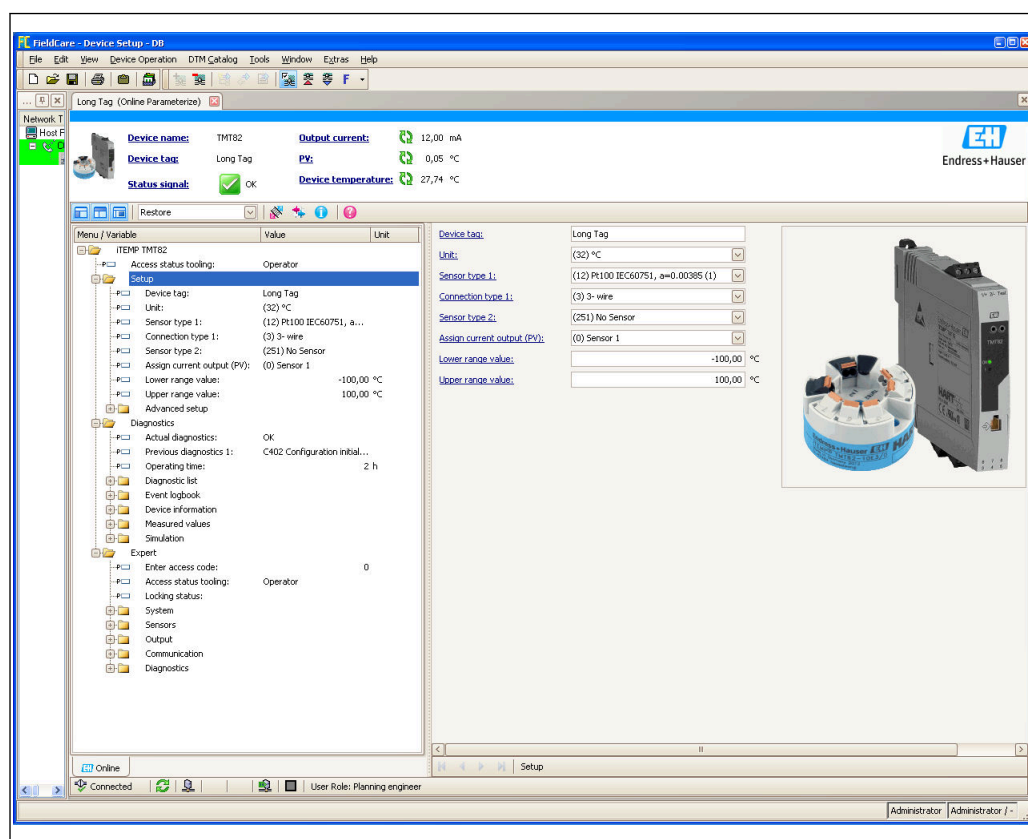 FieldCare - Device Setup - DB
File Edit View Device Operation DTM Catalog Tools Window Extras Help
F
...
Long Tag (Online Parameterize)
Network T
Host F
Device name: TMT82 Output current: 12,00 mA
Device tag: Long Tag PV: 0,05 °C
Status signal: OK Device temperature: 27,74 °C
EH
Endress+Hauser
Restore
Menu / Variable Value Unit
iTEMP TMT82
Access status tooling: Operator
Setup
Device tag: Long Tag
Unit: (32) °C
Sensor type 1: (12) Pt100 IEC60751, a...
Connection type 1: (3) 3- wire
Sensor type 2: (251) No Sensor
Assign current output (PV): (0) Sensor 1
Lower range value: -100,00 °C
Upper range value: 100,00 °C
Advanced setup
Diagnostics
Actual diagnostics: OK
Previous diagnostics 1: C402 Configuration initial...
Operating time: 2 h
Diagnostic list
Event logbook
Device information
Measured values
Simulation
Expert
Enter access code: 0
Access status tooling: Operator
Locking status:
System
Sensors
Output
Communication
Diagnostics
Device tag: Long Tag
Unit: (32) °C
Sensor type 1: (12) Pt100 IEC60751, a=0.00385 (1)
Connection type 1: (3) 3- wire
Sensor type 2: (251) No Sensor
Assign current output (PV): (0) Sensor 1
Lower range value: -100,00 °C
Upper range value: 100,00 °C
TMT82
HART
Endress+Hauser EH HART
Online
Setup
Connected User Role: Planning engineer
Administrator Administrator / -